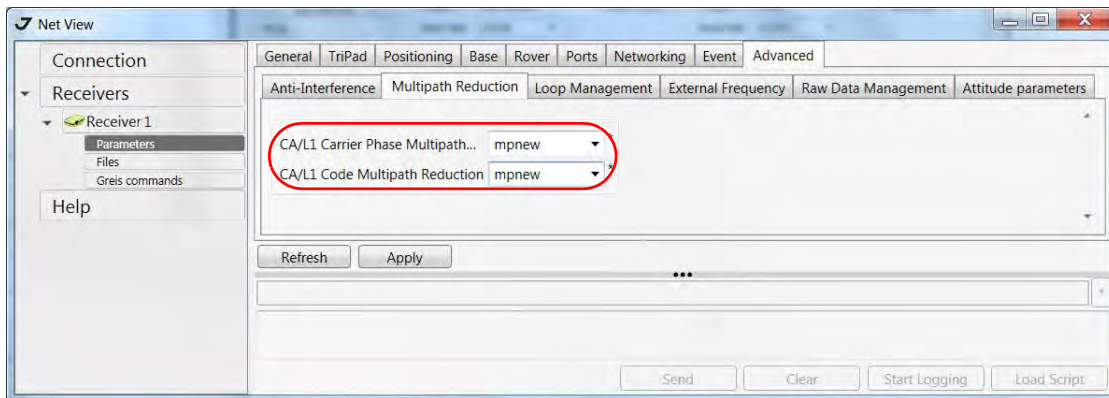 Net View
Connection
Receivers
Receiver 1
Parameters
Files
Greis commands
Help
General TriPad Positioning Base Rover Ports Networking Event Advanced
Anti-Interference Multipath Reduction Loop Management External Frequency Raw Data Management Attitude parameters
CA/L1 Carrier Phase Multipath... mpnew *
CA/L1 Code Multipath Reduction mpnew *
Refresh Apply
Send Clear Start Logging Load Script